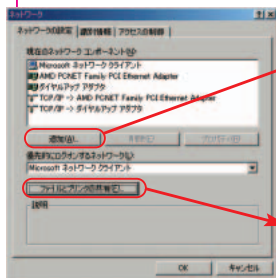 ネットワーク
ネットワークの設定 識別情報 アクセスの制御
現在のネットワーク コンポーネント(N):
Microsoft ネットワーク クライアント
AMD PCNET Family PCI Ethernet Adapter
ダイヤルアップ アダプタ
TCP/IP -> AMD PCNET Family PCI Ethernet Adapter
TCP/IP -> ダイヤルアップ アダプタ
追加(A)... 削除(E) プロパティ(R)
優先的にログオンするネットワーク(L):
Microsoft ネットワーク クライアント
ファイルとプリンタの共有(F)...
説明
OK キャンセル